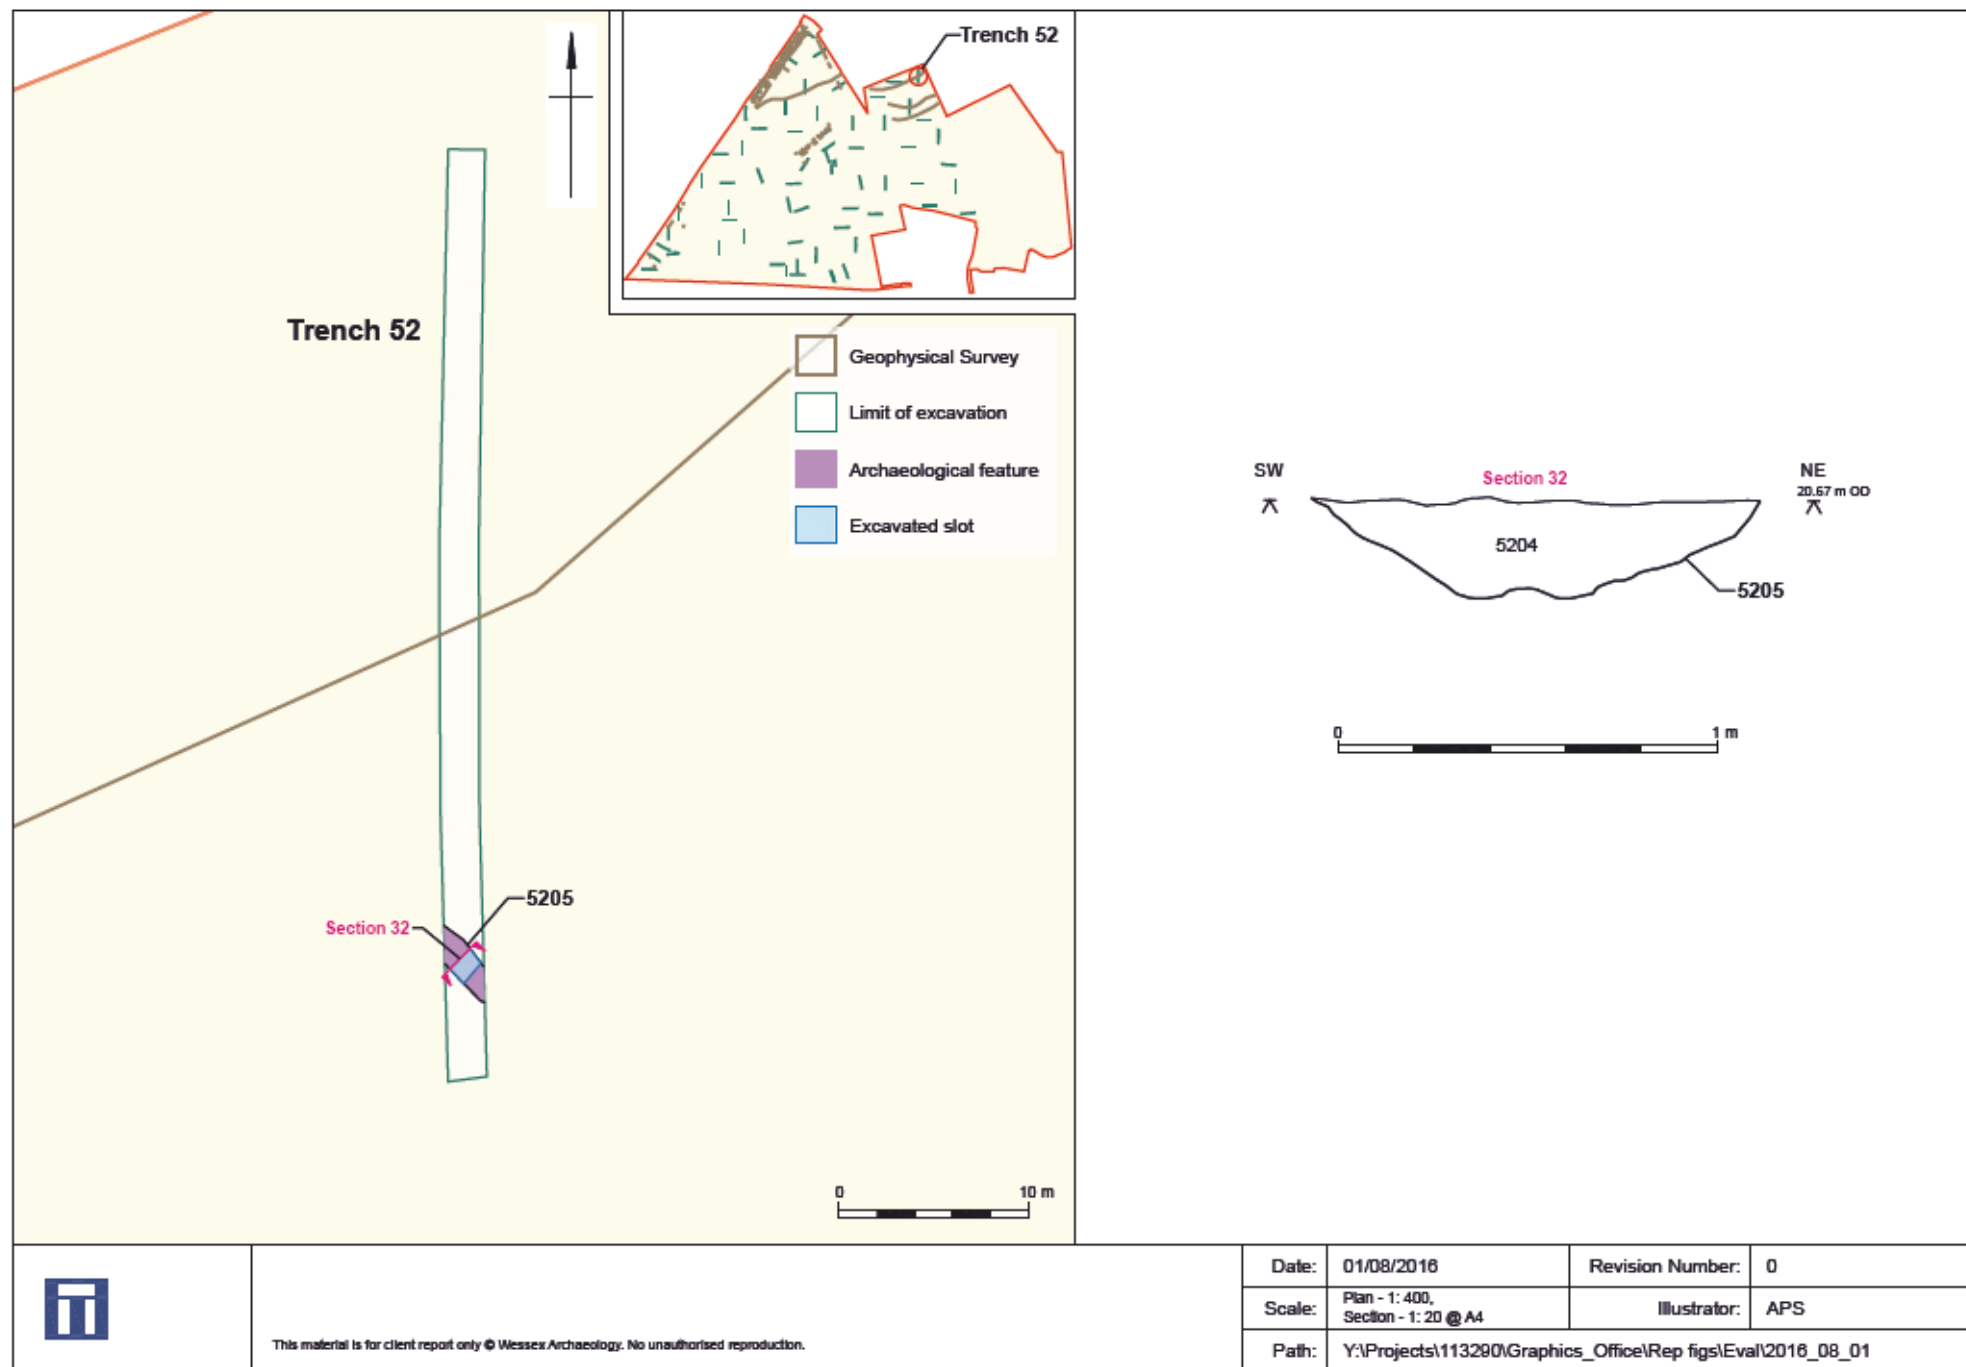 Trench 52
Trench 52
Geophysical Survey
Limit of excavation
Archaeological feature
Excavated slot
5205
Section 32
0 10 m
SW Section 32 NE
20.67 m OD
5204
5205
0 1 m
This material is for client report only © Wessex Archaeology. No unauthorised reproduction.
Date: 01/08/2016 Revision Number: 0
Scale: Plan - 1: 400,
Section - 1: 20 @ A4 Illustrator: APS
Path: Y:\Projects\113290\Graphics_Office\Rep figs\Eval\2016_08_01